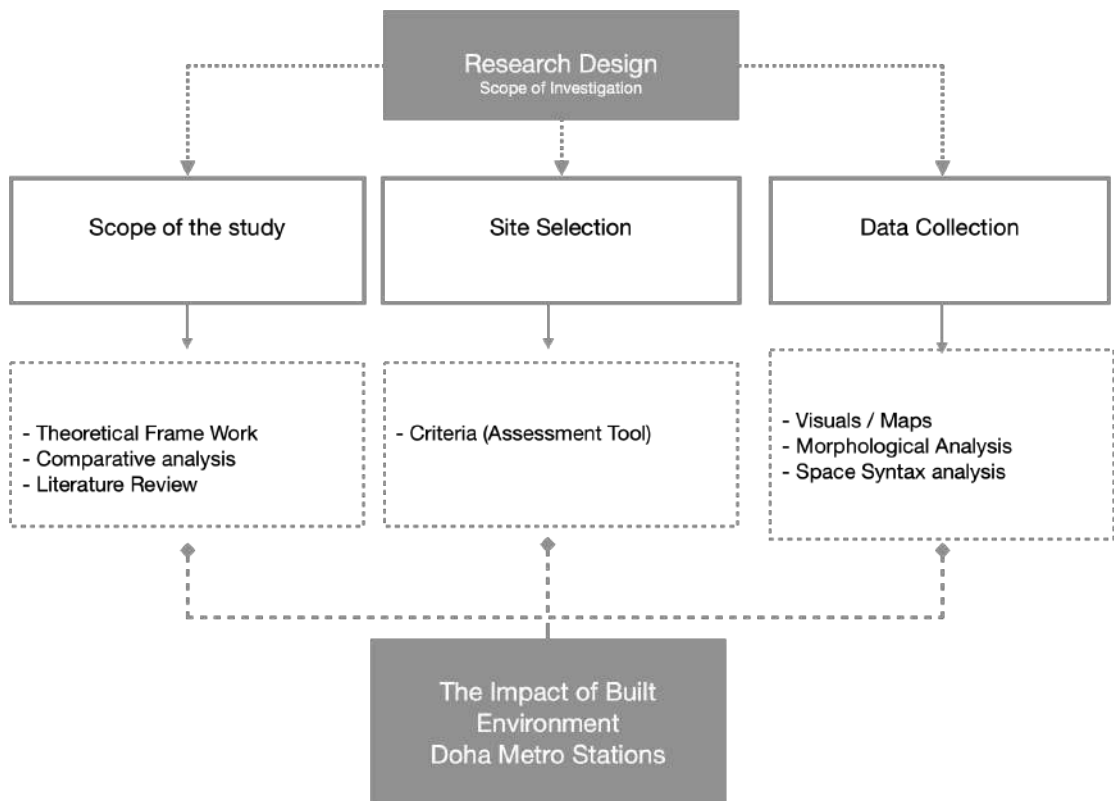 Research Design
Scope of Investigation
Scope of the study
Site Selection
Data Collection
- Theoretical Frame Work
- Comparative analysis
- Literature Review
- Criteria (Assessment Tool)
- Visuals / Maps
- Morphological Analysis
- Space Syntax analysis
The Impact of Built
Environment
Doha Metro Stations